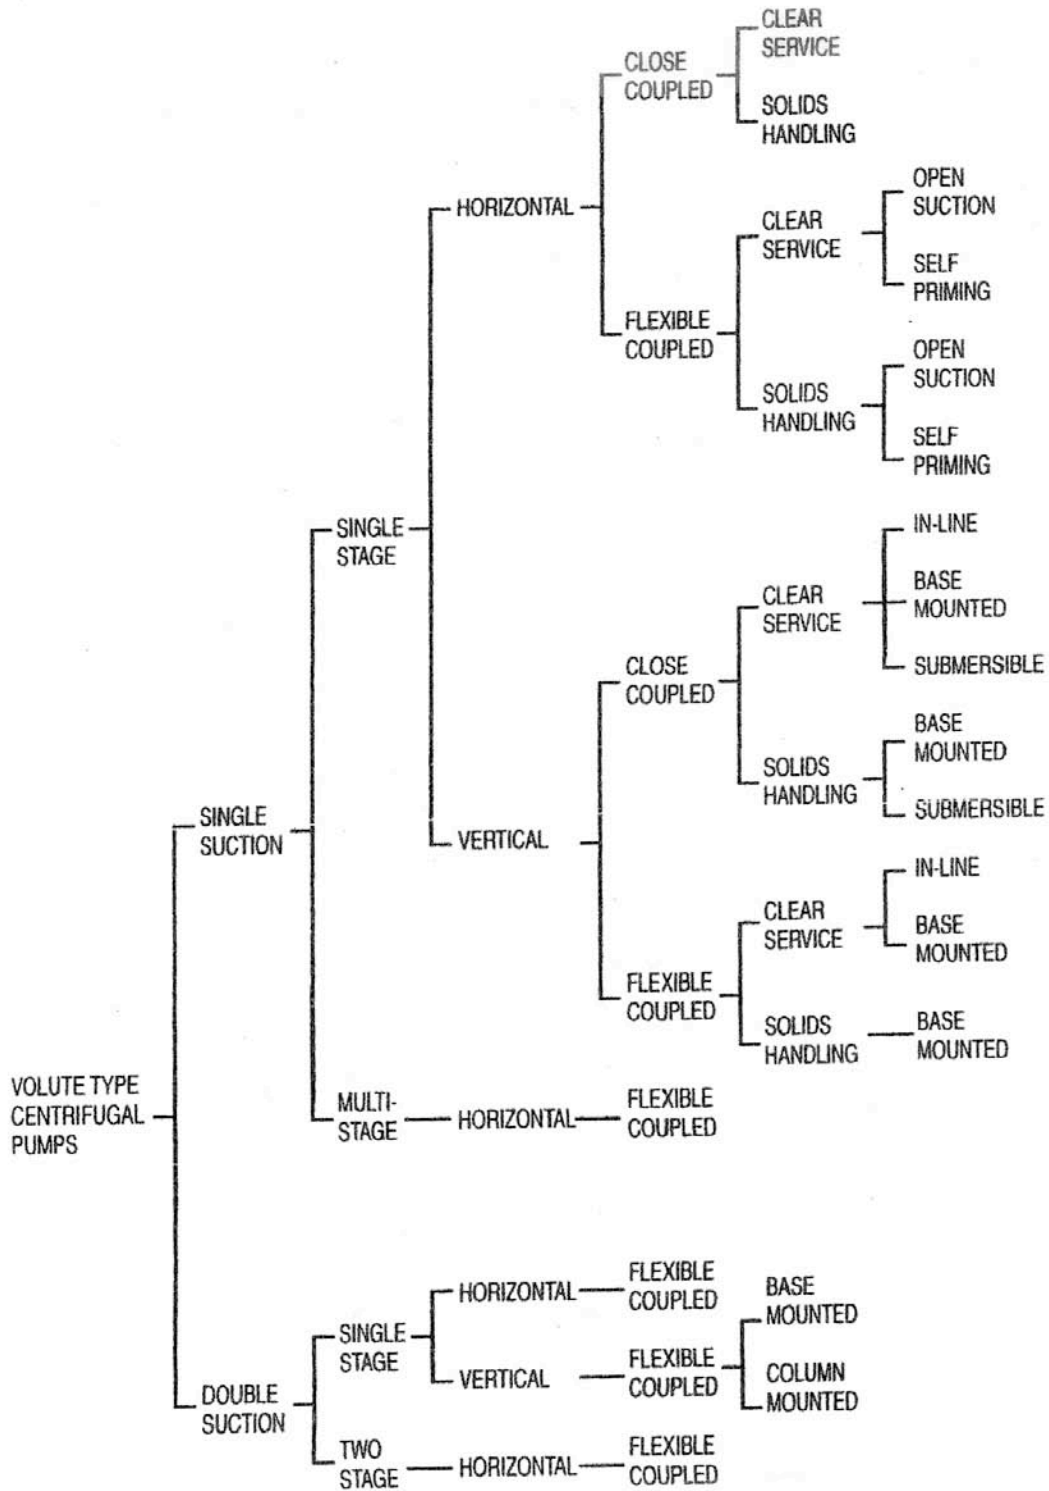 CLEAR
SERVICE
CLOSE
COUPLED
SOLIDS
HANDLING
HORIZONTAL
OPEN
SUCTION
CLEAR
SERVICE
SELF
PRIMING
FLEXIBLE
COUPLED
OPEN
SUCTION
SOLIDS
HANDLING
SELF
PRIMING
SINGLE
STAGE
IN-LINE
CLEAR
SERVICE
BASE
MOUNTED
SUBMERSIBLE
CLOSE
COUPLED
BASE
MOUNTED
SOLIDS
HANDLING
SUBMERSIBLE
SINGLE
SUCTION
VERTICAL
IN-LINE
CLEAR
SERVICE
BASE
MOUNTED
FLEXIBLE
COUPLED
SOLIDS
HANDLING
BASE
MOUNTED
VOLUTE TYPE
CENTRIFUGAL
PUMPS
MULTI-
STAGE
HORIZONTAL
FLEXIBLE
COUPLED
HORIZONTAL
FLEXIBLE
COUPLED
SINGLE
STAGE
BASE
MOUNTED
VERTICAL
FLEXIBLE
COUPLED
COLUMN
MOUNTED
DOUBLE
SUCTION
TWO
STAGE
HORIZONTAL
FLEXIBLE
COUPLED